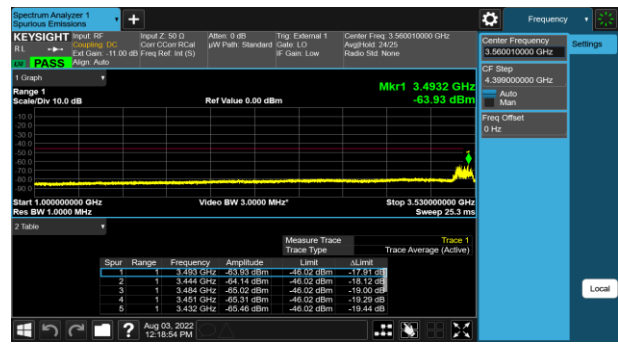 Spectrum Analyzer 1
Spurious Emissions
+
Frequency
KEYSIGHT Input: RF Input Z: 50 Ω Atten: 0 dB Trig: External 1 Center Freq: 3.560010000 GHz
RL Coupling: DC Corr CCorr RCal µW Path: Standard Gate: LO Avg|Hold: 24/25
Ext Gain: -11.00 dB Freq Ref: Int (S) IF Gain: Low Radio Std: None
LW PASS Align: Auto
Center Frequency
3.560010000 GHz
Settings
CF Step
4.399000000 GHz
Auto
Man
Freq Offset
0 Hz
1 Graph
Range 1
Mkr1 3.4932 GHz
Scale/Div 10.0 dB Ref Value 0.00 dBm -63.93 dBm
-10.0
-20.0
-30.0
-40.0
-50.0
-60.0
-70.0
-80.0
-90.0
1
Start 1.000000000 GHz Video BW 3.0000 MHz* Stop 3.530000000 GHz
Res BW 1.0000 MHz Sweep 25.3 ms
2 Table
Measure Trace Trace 1
Trace Type Trace Average (Active)
Spur Range Frequency Amplitude Limit ΔLimit
1 1 3.493 GHz -63.93 dBm -46.02 dBm -17.91 dB
2 1 3.444 GHz -64.14 dBm -46.02 dBm -18.12 dB
3 1 3.484 GHz -65.02 dBm -46.02 dBm -19.00 dB
4 1 3.451 GHz -65.31 dBm -46.02 dBm -19.29 dB
5 1 3.432 GHz -65.46 dBm -46.02 dBm -19.44 dB
Local
? Aug 03, 2022
12:18:54 PM